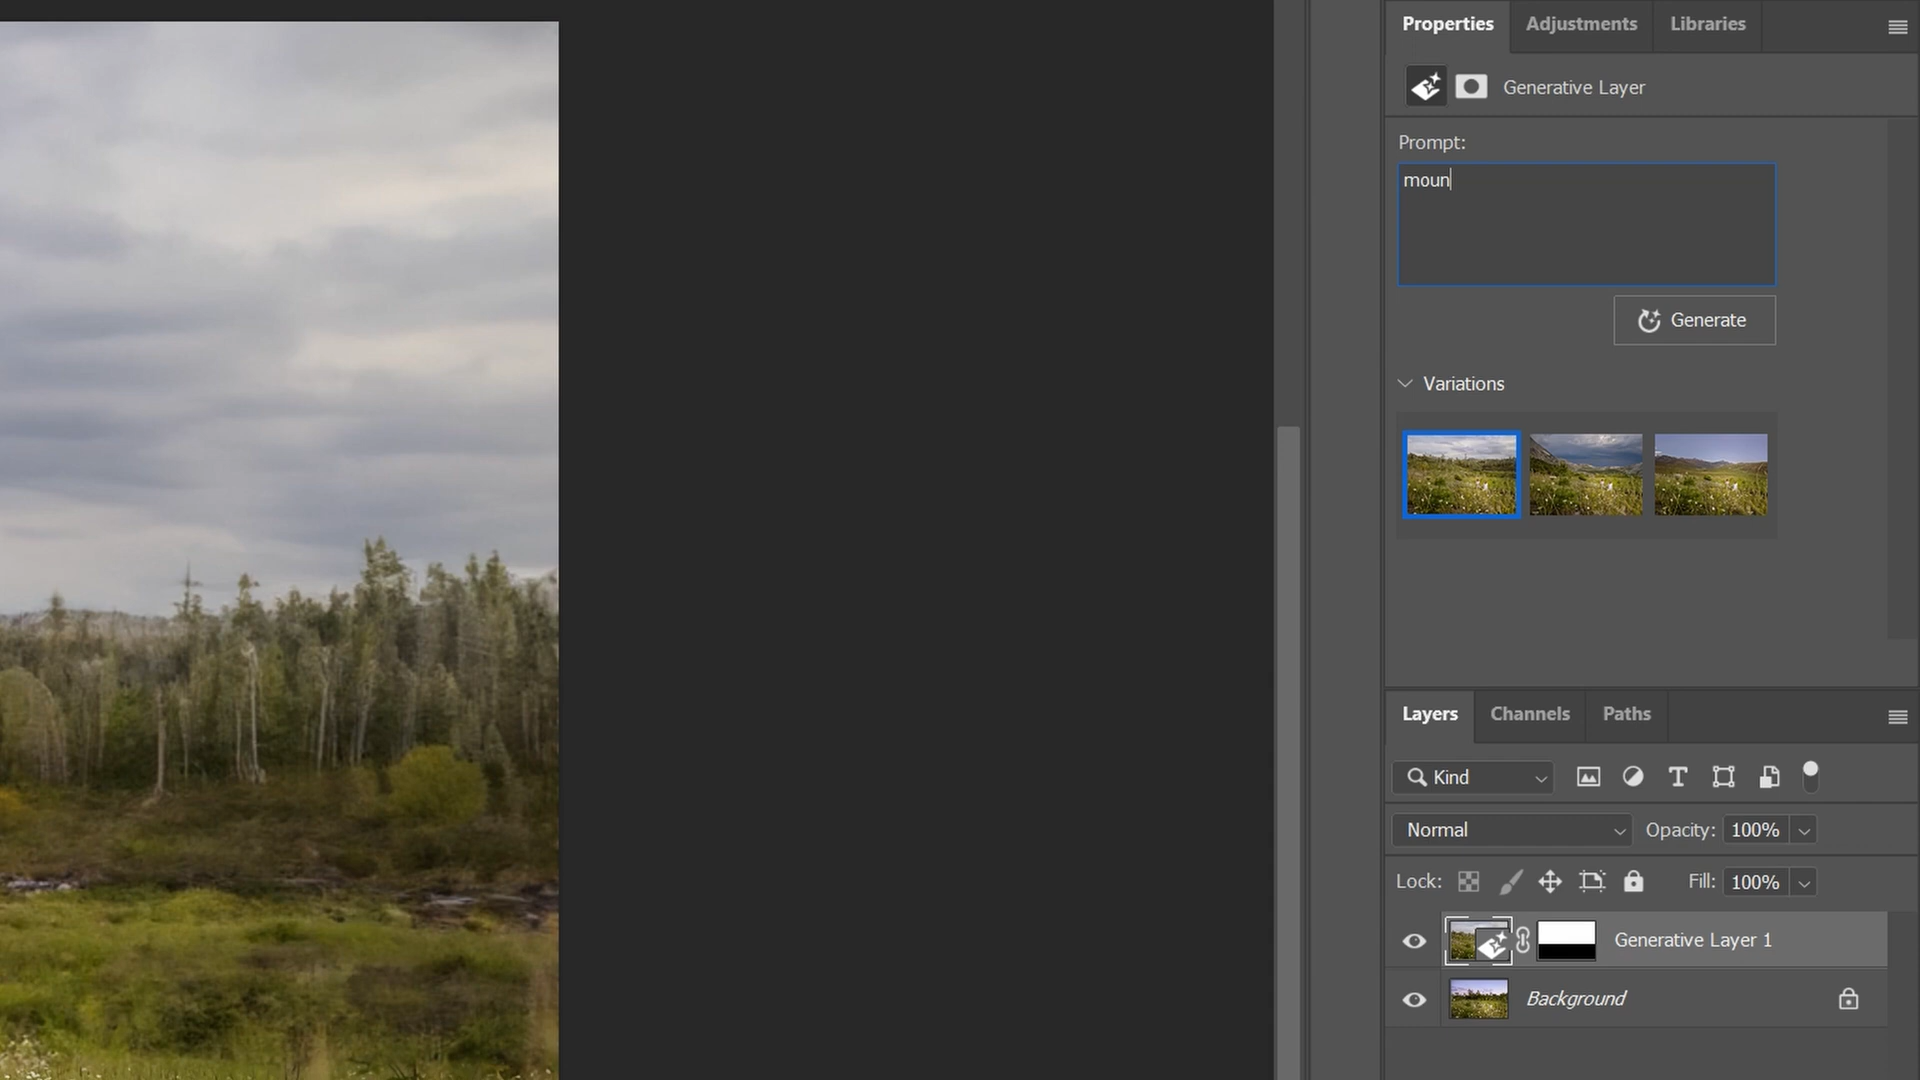 Properties Adjustments Libraries
Generative Layer
Prompt:
moun
Generate
Variations
Layers Channels Paths
Kind
Normal Opacity: 100%
Lock: Fill: 100%
Generative Layer 1
Background